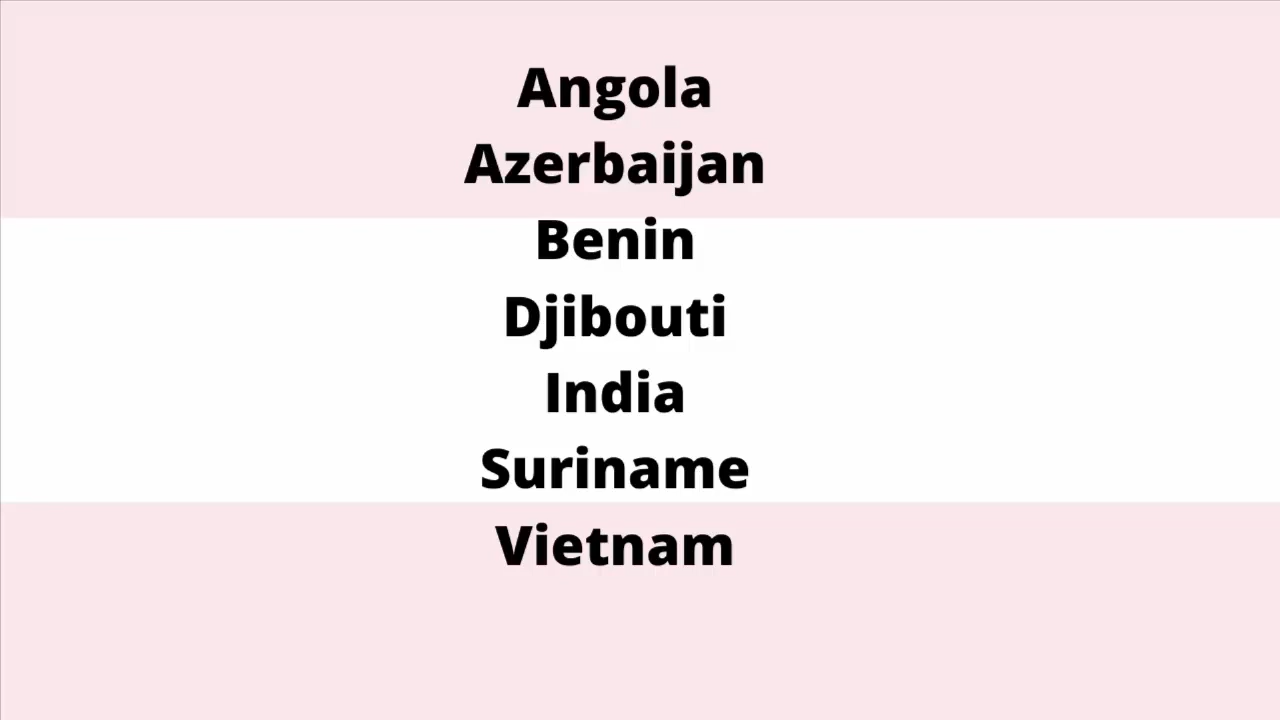 Angola
Azerbaijan
Benin
Djibouti
India
Suriname
Vietnam